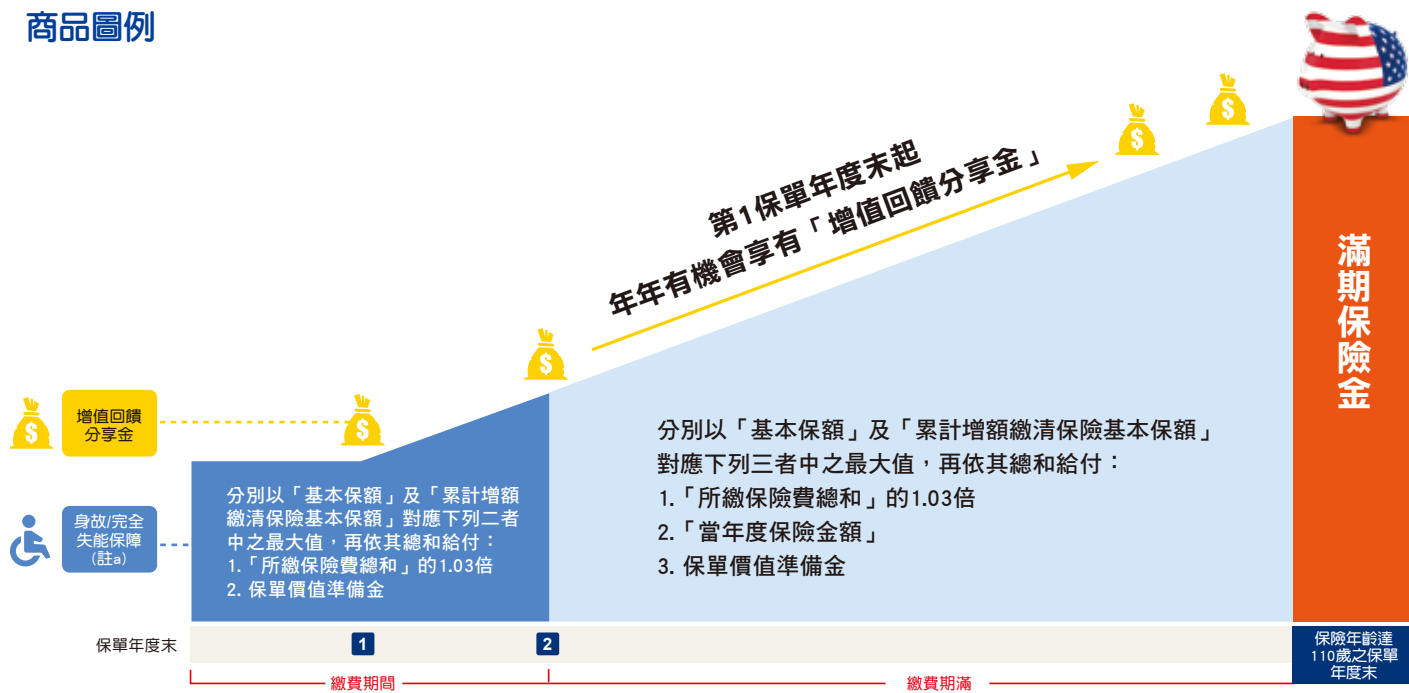 商品圖例
第1保單年度末起
年年有機會享有「增值回饋分享金」
滿期保險金
增值回饋
分享金
身故/完全
失能保障
(註a)
分別以「基本保額」及「累計增額
繳清保險基本保額」對應下列二者
中之最大值，再依其總和給付：
1.「所繳保險費總和」的1.03倍
2. 保單價值準備金
分別以「基本保額」及「累計增額繳清保險基本保額」
對應下列三者中之最大值，再依其總和給付：
1.「所繳保險費總和」的1.03倍
2.「當年度保險金額」
3. 保單價值準備金
保單年度末
1
2
保險年齡達
110歲之保單
年度末
繳費期間
繳費期滿